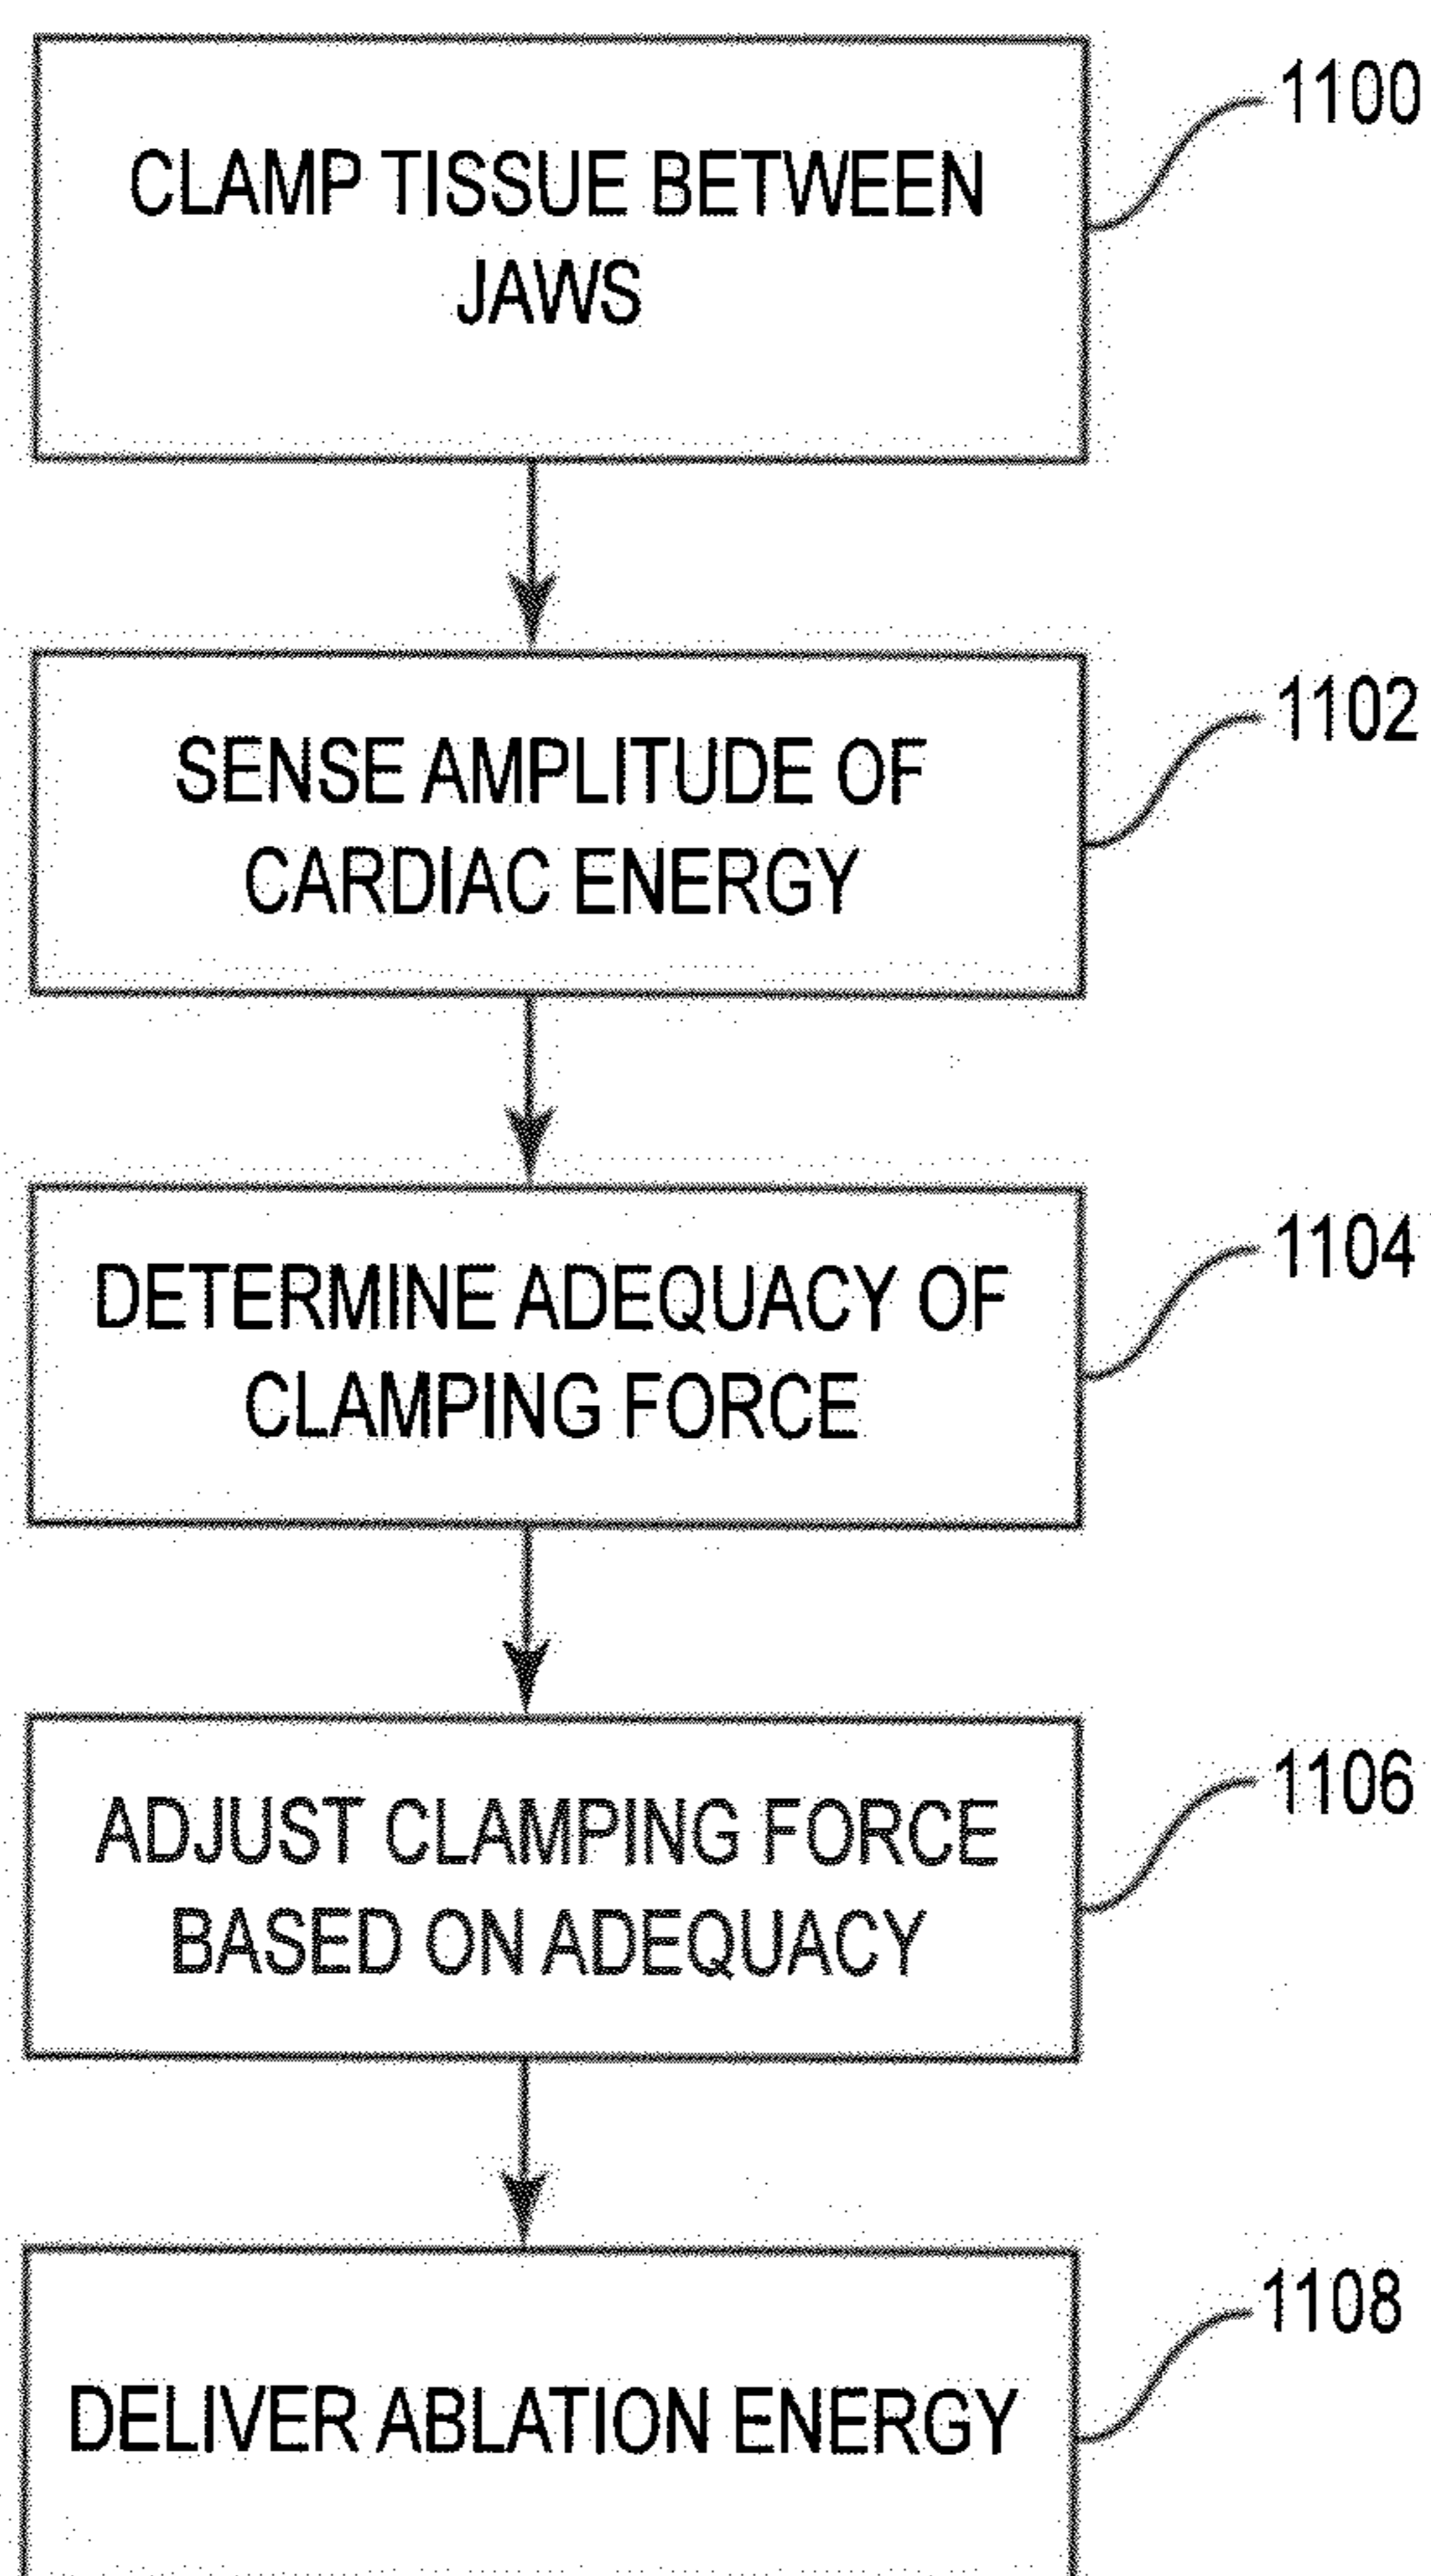 CLAMP TISSUE BETWEEN
JAWS
1100
SENSE AMPLITUDE OF
CARDIAC ENERGY
1102
DETERMINE ADEQUACY OF
CLAMPING FORCE
1104
ADJUST CLAMPING FORCE
BASED ON ADEQUACY
1106
DELIVER ABLATION ENERGY
1108